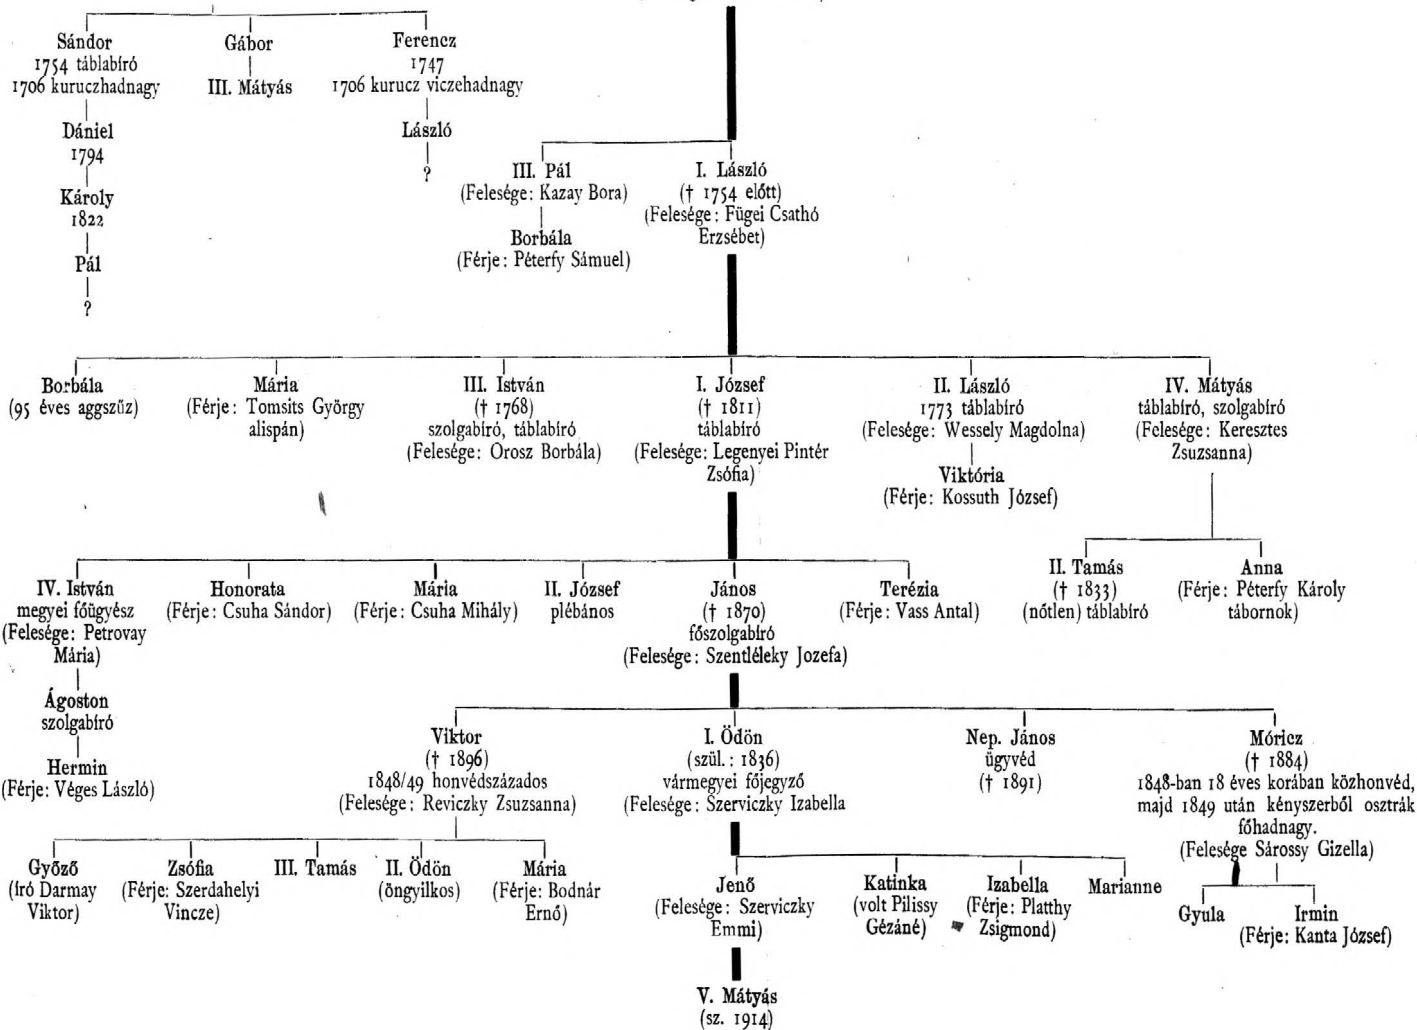 Sándor
1754 táblabíró
1706 kuruczhadnagy
Dániel
1794
Károly
1822
Pál
?
Gábor
III. Mátyás
Ferencz
1747
1706 kurucz viczehadnagy
László
?
III. Pál
(Felesége: Kazay Bora)
Borbála
(Férje: Péterfy Sámuel)
I. László
(† 1754 előtt)
(Felesége: Fügei Csathó
Erzsébet)
Borbála
(95 éves aggszűz)
Mária
(Férje: Tomsits György
alispán)
III. István
(† 1768)
szolgabíró, táblabíró
(Felesége: Orosz Borbála)
I. József
(† 1811)
táblabíró
(Felesége: Legenyei Pintér
Zsófia)
II. László
1773 táblabíró
(Felesége: Wessely Magdolna)
Viktória
(Férje: Kossuth József)
IV. Mátyás
táblabíró, szolgabíró
(Felesége: Keresztes
Zsuzsanna)
II. Tamás
(† 1833)
(nőtlen) táblabíró
Anna
(Férje: Péterfy Károly
tábornok)
IV. István
megyei főügyész
(Felesége: Petrovay
Mária)
Ágoston
szolgabíró
Hermin
(Férje: Véges László)
Honorata
(Férje: Csuha Sándor)
Mária
(Férje: Csuha Mihály)
II. József
plébános
János
(† 1870)
főszolgabíró
(Felesége: Szentléleky Jozefa)
Terézia
(Férje: Vass Antal)
Viktor
(† 1896)
1848/49 honvédszázados
(Felesége: Reviczky Zsuzsanna)
I. Ödön
(szül.: 1836)
vármegyei főjegyző
(Felesége: Szerviczky Izabella
Nep. János
ügyvéd
(† 1891)
Móricz
(† 1884)
1848-ban 18 éves korában közhonvéd,
majd 1849 után kényszerből osztrák
főhadnagy.
(Felesége Sárossy Gizella)
Győző
(író Darmay
Viktor)
Zsófia
(Férje: Szerdahelyi
Vincze)
III. Tamás
II. Ödön
(öngyilkos)
Mária
(Férje: Bodnár
Ernő)
Jenő
(Felesége: Szerviczky
Emmi)
Katinka
(volt Pilissy
Gézáné)
Izabella
(Férje: Platthy
Zsigmond)
Marianne
Gyula
Irmin
(Férje: Kanta József)
V. Mátyás
(sz. 1914)